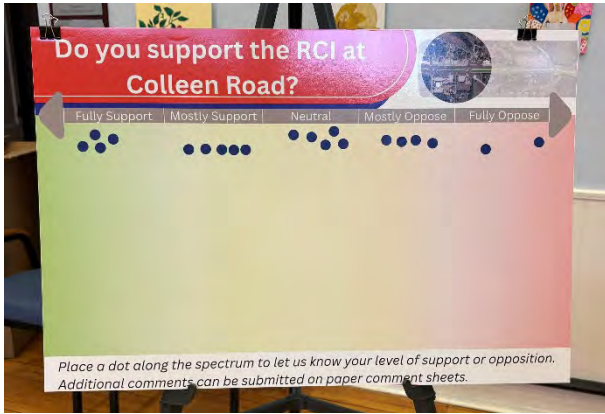 Do you support the RCI at
Colleen Road?
Fully Support Mostly Support Neutral Mostly Oppose Fully Oppose
Place a dot along the spectrum to let us know your level of support or opposition.
Additional comments can be submitted on paper comment sheets.